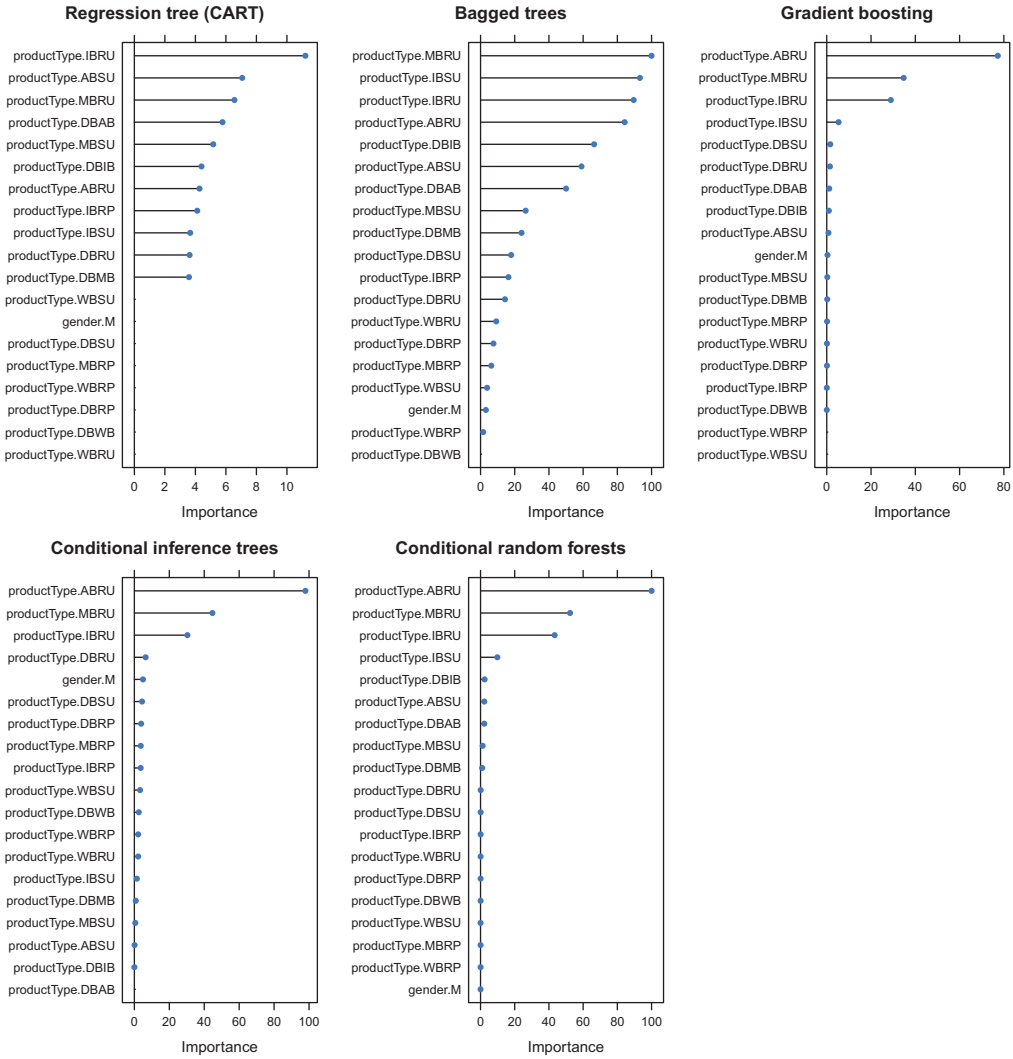 Regression tree (CART)
productType.IBRU
productType.ABSU
productType.MBRU
productType.DBAB
productType.MBSU
productType.DBIB
productType.ABRU
productType.IBRP
productType.IBSU
productType.DBRU
productType.DBMB
productType.WBSU
gender.M
productType.DBSU
productType.MBRP
productType.WBRP
productType.DBRP
productType.DBWB
productType.WBRU
0 2 4 6 8 10
Importance
Bagged trees
productType.MBRU
productType.IBSU
productType.IBRU
productType.ABRU
productType.DBIB
productType.ABSU
productType.DBAB
productType.MBSU
productType.DBMB
productType.DBSU
productType.IBRP
productType.DBRU
productType.WBRU
productType.DBRP
productType.MBRP
productType.WBSU
gender.M
productType.WBRP
productType.DBWB
0 20 40 60 80 100
Importance
Gradient boosting
productType.ABRU
productType.MBRU
productType.IBRU
productType.IBSU
productType.DBSU
productType.DBRU
productType.DBAB
productType.DBIB
productType.ABSU
gender.M
productType.MBSU
productType.DBMB
productType.MBRP
productType.WBRU
productType.DBRP
productType.IBRP
productType.DBWB
productType.WBRP
productType.WBSU
0 20 40 60 80
Importance
Conditional inference trees
productType.ABRU
productType.MBRU
productType.IBRU
productType.DBRU
gender.M
productType.DBSU
productType.DBRP
productType.MBRP
productType.IBRP
productType.WBSU
productType.DBWB
productType.WBRP
productType.WBRU
productType.IBSU
productType.DBMB
productType.MBSU
productType.ABSU
productType.DBIB
productType.DBAB
0 20 40 60 80 100
Importance
Conditional random forests
productType.ABRU
productType.MBRU
productType.IBRU
productType.IBSU
productType.DBIB
productType.ABSU
productType.DBAB
productType.MBSU
productType.DBMB
productType.DBRU
productType.DBSU
productType.IBRP
productType.WBRU
productType.DBRP
productType.DBWB
productType.WBSU
productType.MBRP
productType.WBRP
gender.M
0 20 40 60 80 100
Importance